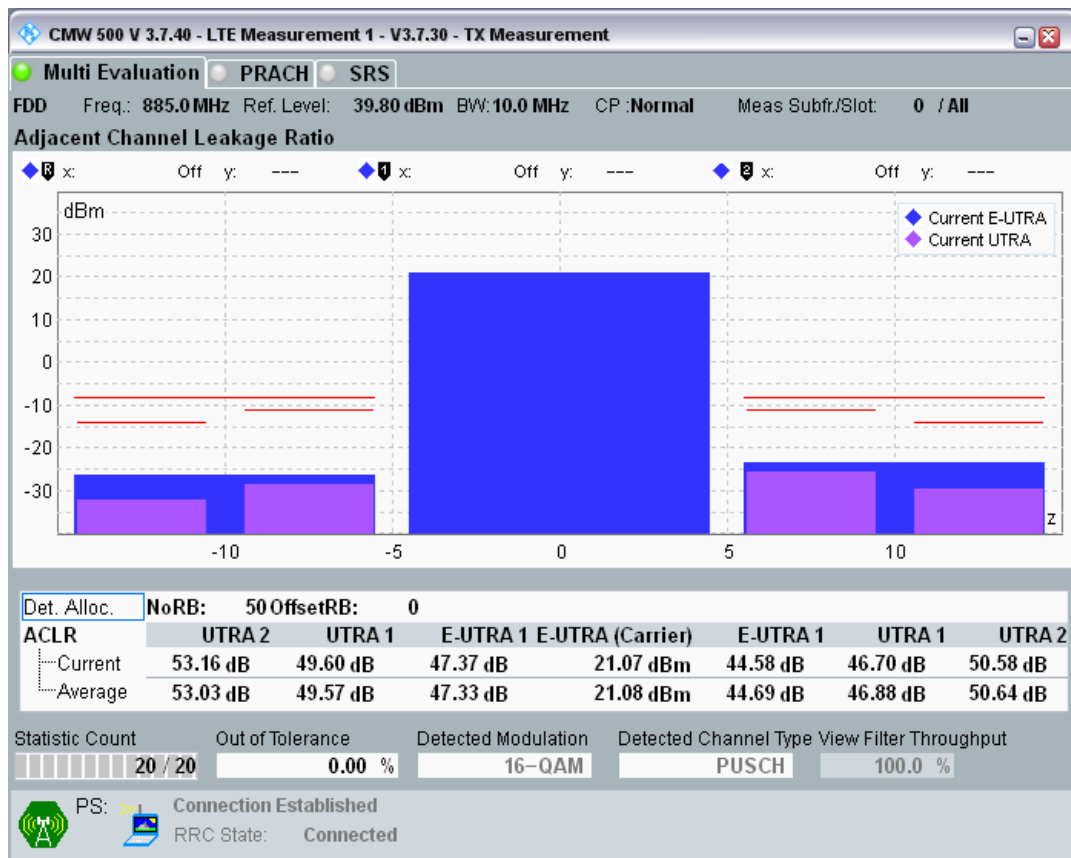 CMW 500 V 3.7.40 - LTE Measurement 1 - V3.7.30 - TX Measurement
Multi Evaluation PRACH SRS
FDD Freq.: 885.0 MHz Ref. Level: 39.80 dBm BW: 10.0 MHz CP :Normal Meas Subfr./Slot: 0 / All
Adjacent Channel Leakage Ratio
R x: Off y: --- 1 x: Off y: --- 2 x: Off y: ---
dBm
Current E-UTRA
Current UTRA
30
20
10
0
-10
-20
-30
z
-10 -5 0 5 10
Det. Alloc. NoRB: 50 OffsetRB: 0
ACLR UTRA 2 UTRA 1 E-UTRA 1 E-UTRA (Carrier) E-UTRA 1 UTRA 1 UTRA 2
Current 53.16 dB 49.60 dB 47.37 dB 21.07 dBm 44.58 dB 46.70 dB 50.58 dB
Average 53.03 dB 49.57 dB 47.33 dB 21.08 dBm 44.69 dB 46.88 dB 50.64 dB
Statistic Count Out of Tolerance Detected Modulation Detected Channel Type View Filter Throughput
20 / 20 0.00 % 16-QAM PUSCH 100.0 %
PS: Connection Established
RRC State: Connected